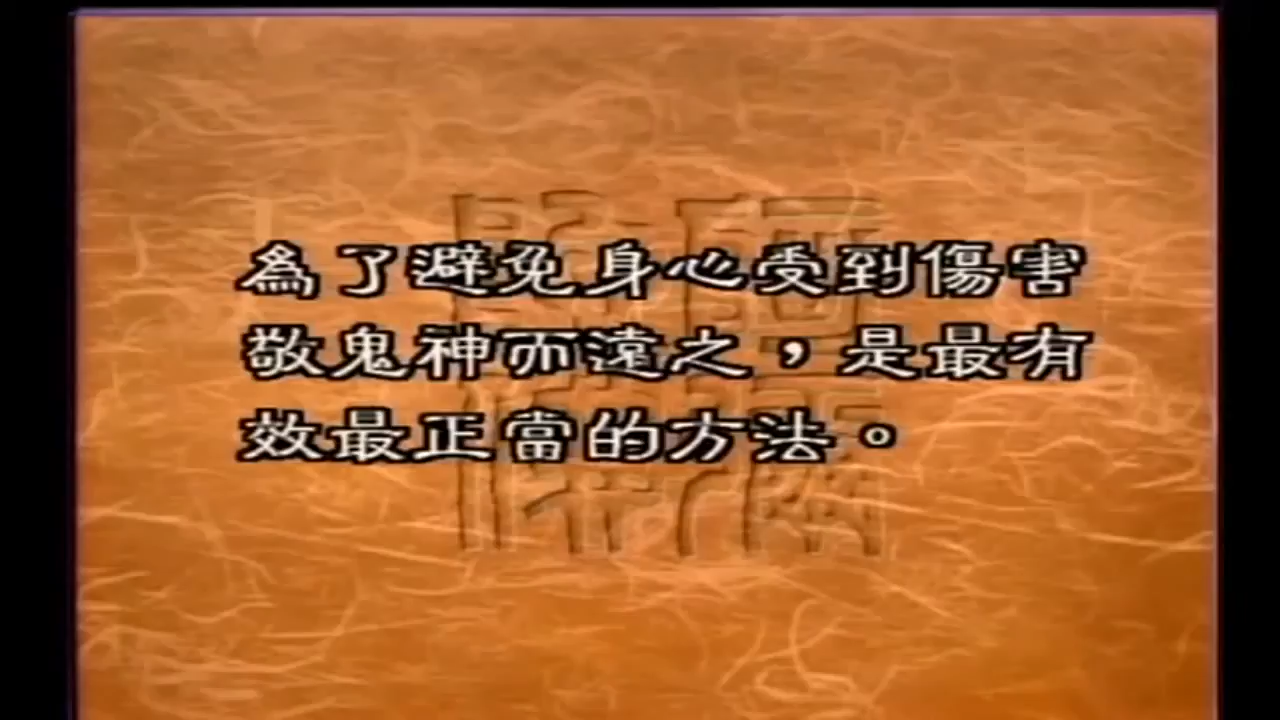 為了避免身心受到傷害
敬鬼神而遠之，是最有
效最正當的方法。